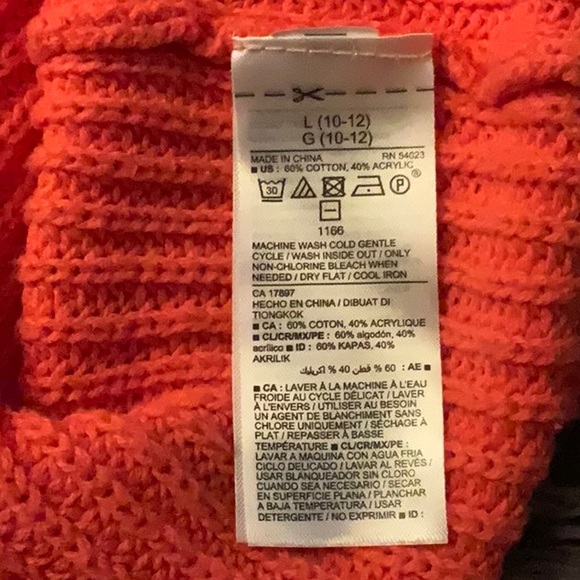 L (10-12)
G (10-12)
MADE IN CHINA RN 54023
■ US : 60% COTTON, 40% ACRYLIC
30 P ®
1166
MACHINE WASH COLD GENTLE
CYCLE / WASH INSIDE OUT / ONLY
NON-CHLORINE BLEACH WHEN
NEEDED / DRY FLAT / COOL IRON
CA 17897
HECHO EN CHINA / DIBUAT DI
TIONGKOK
■ CA : 60% COTTON, 40% ACRYLIQUE
■ CL/CR/MX/PE : 60% algodón, 40%
acrílico ■ ID : 60% KAPAS, 40%
AKRILIK
■ AE : 60 % قطن 40 % اكريليك
■ CA : LAVER À LA MACHINE À L'EAU
FROIDE AU CYCLE DÉLICAT / LAVER
À L'ENVERS / UTILISER AU BESOIN
UN AGENT DE BLANCHIMENT SANS
CHLORE UNIQUEMENT / SÉCHAGE À
PLAT / REPASSER À BASSE
TEMPÉRATURE ■ CL/CR/MX/PE :
LAVAR A MAQUINA CON AGUA FRIA
CICLO DELICADO / LAVAR AL REVÉS /
USAR BLANQUEADOR SIN CLORO
CUANDO SEA NECESARIO / SECAR
EN SUPERFICIE PLANA / PLANCHAR
A BAJA TEMPERATURA / USAR
DETERGENTE / NO EXPRIMIR ■ ID :